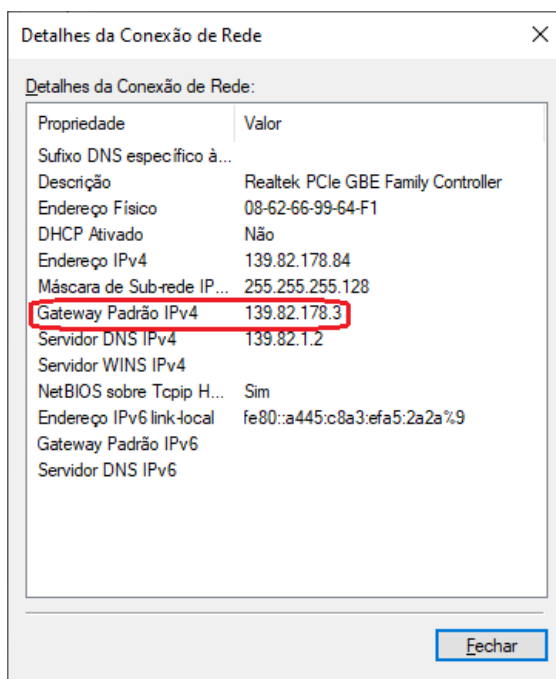 Detalhes da Conexão de Rede
Detalhes da Conexão de Rede:
Propriedade Valor
Sufixo DNS específico à...
Descrição Realtek PCIe GBE Family Controller
Endereço Físico 08-62-66-99-64-F1
DHCP Ativado Não
Endereço IPv4 139.82.178.84
Máscara de Sub-rede IP... 255.255.255.128
Gateway Padrão IPv4 139.82.178.3
Servidor DNS IPv4 139.82.1.2
Servidor WINS IPv4
NetBIOS sobre Tcpip H... Sim
Endereço IPv6 link-local fe80::a445:c8a3:efa5:2a2a%9
Gateway Padrão IPv6
Servidor DNS IPv6
Fechar